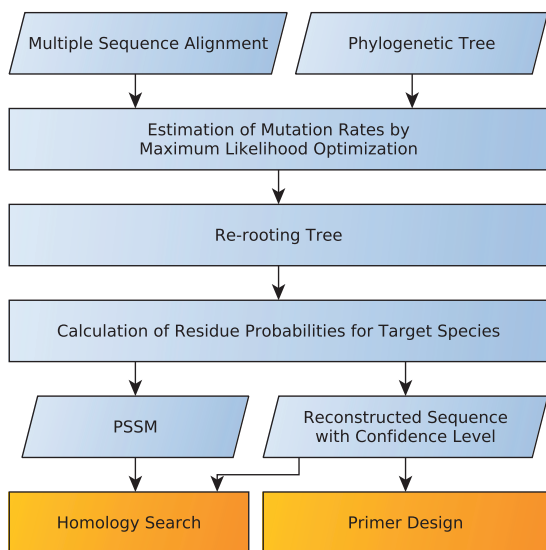 Multiple Sequence Alignment
Phylogenetic Tree
Estimation of Mutation Rates by
Maximum Likelihood Optimization
Re-rooting Tree
Calculation of Residue Probabilities for Target Species
PSSM
Reconstructed Sequence
with Confidence Level
Homology Search
Primer Design